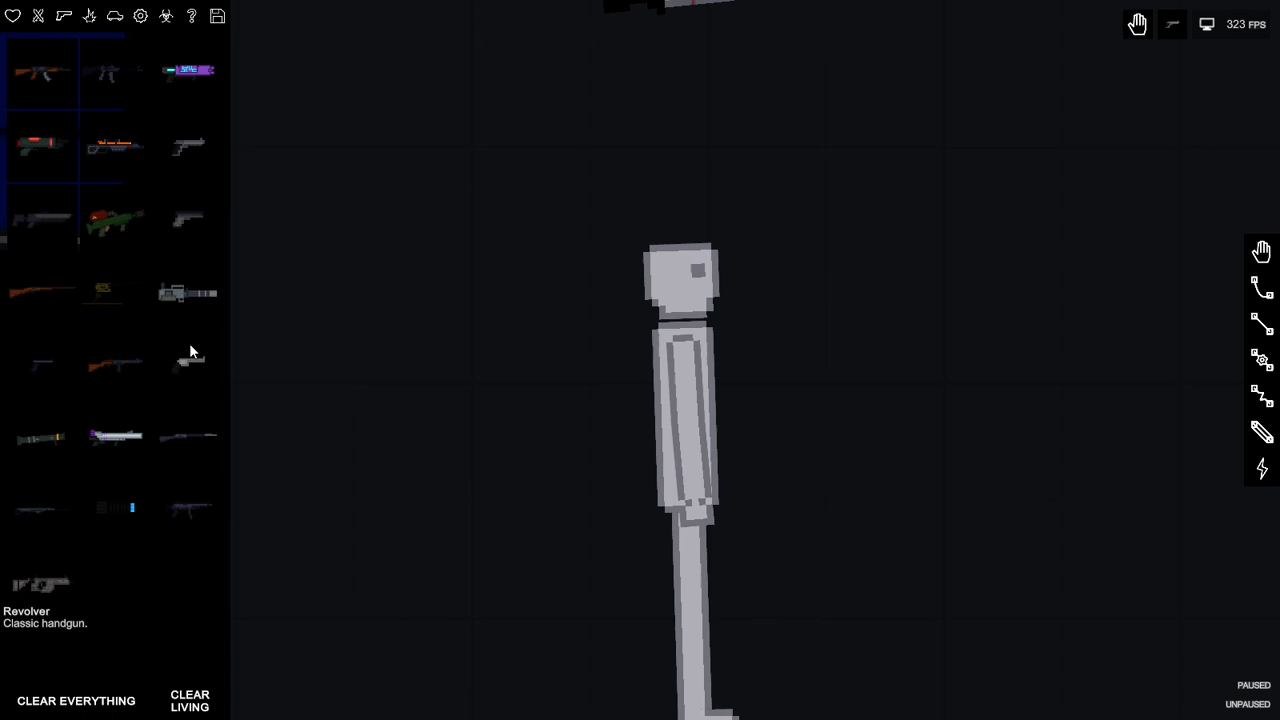 323 FPS
Revolver
Classic handgun.
CLEAR EVERYTHING
CLEAR
LIVING
PAUSED
UNPAUSED